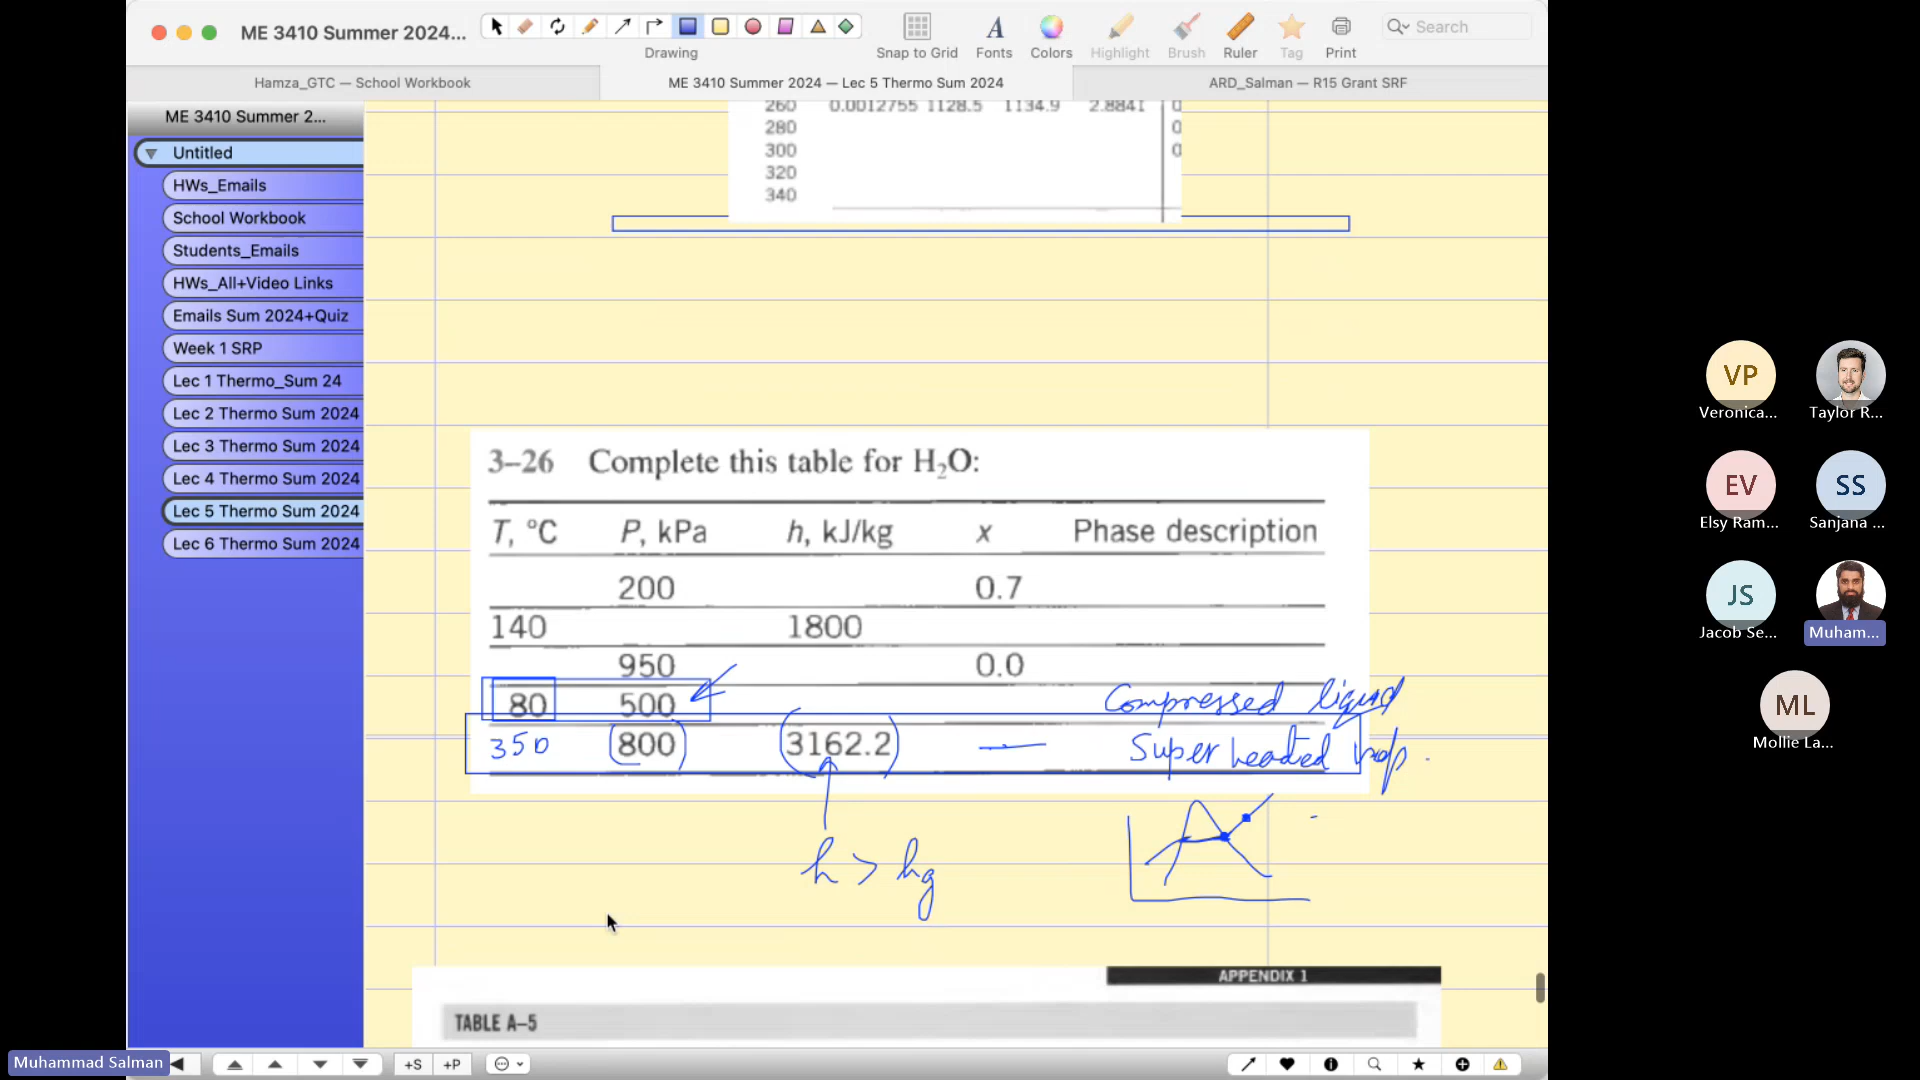 ME 3410 Summer 2024...
Drawing
Snap to Grid
Fonts
Colors
Highlight
Brush
Ruler
Tag
Print
Search
Hamza_GTC — School Workbook
ME 3410 Summer 2024 — Lec 5 Thermo Sum 2024
ARD_Salman — R15 Grant SRF
ME 3410 Summer 2...
Untitled
HWs_Emails
School Workbook
Students_Emails
HWs_All+Video Links
Emails Sum 2024+Quiz
Week 1 SRP
Lec 1 Thermo_Sum 24
Lec 2 Thermo Sum 2024
Lec 3 Thermo Sum 2024
Lec 4 Thermo Sum 2024
Lec 5 Thermo Sum 2024
Lec 6 Thermo Sum 2024
260 0.0012755 1128.5 1134.9 2.8841 0
280 0
300 0
320
340
3–26 Complete this table for H₂O:
T, °C P, kPa h, kJ/kg x Phase description
200 0.7
140 1800
950 0.0
80 500 Compressed liquid
350 800 3162.2 — Super heated vap.
h > hg
APPENDIX 1
TABLE A–5
+S +P
VP
Veronica...
Taylor R...
EV
Elsy Ram...
SS
Sanjana ...
JS
Jacob Se...
Muham...
ML
Mollie La...
Muhammad Salman